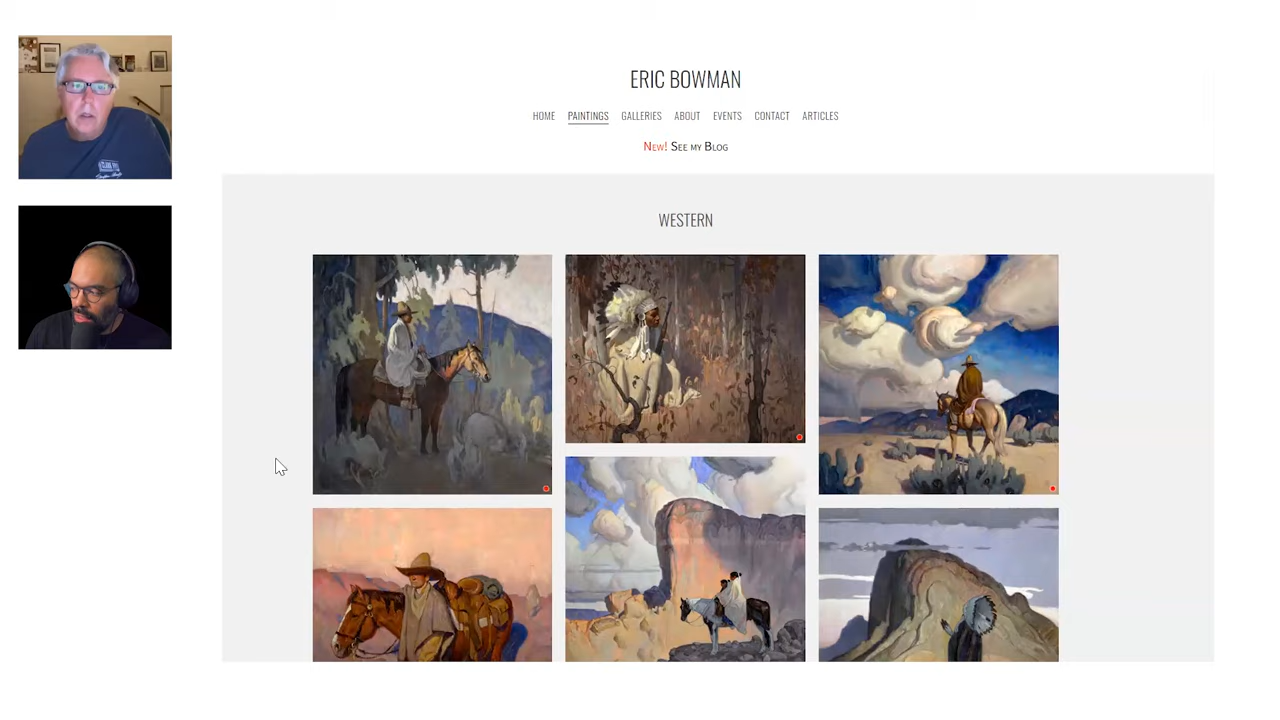 ERIC BOWMAN
HOME PAINTINGS GALLERIES ABOUT EVENTS CONTACT ARTICLES
New! See my Blog
WESTERN